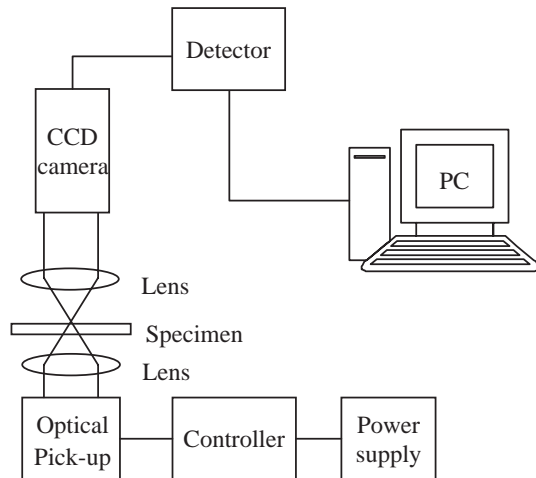 Detector
CCD
camera
PC
Lens
Specimen
Lens
Optical
Pick-up
Controller
Power
supply